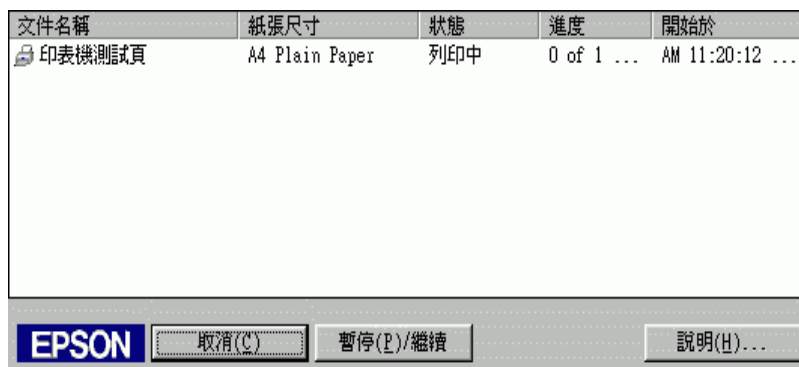 文件名稱 紙張尺寸 狀態 進度 開始於
印表機測試頁 A4 Plain Paper 列印中 0 of 1 ... AM 11:20:12 ...
EPSON 取消(C) 暫停(P)/繼續 說明(H)...